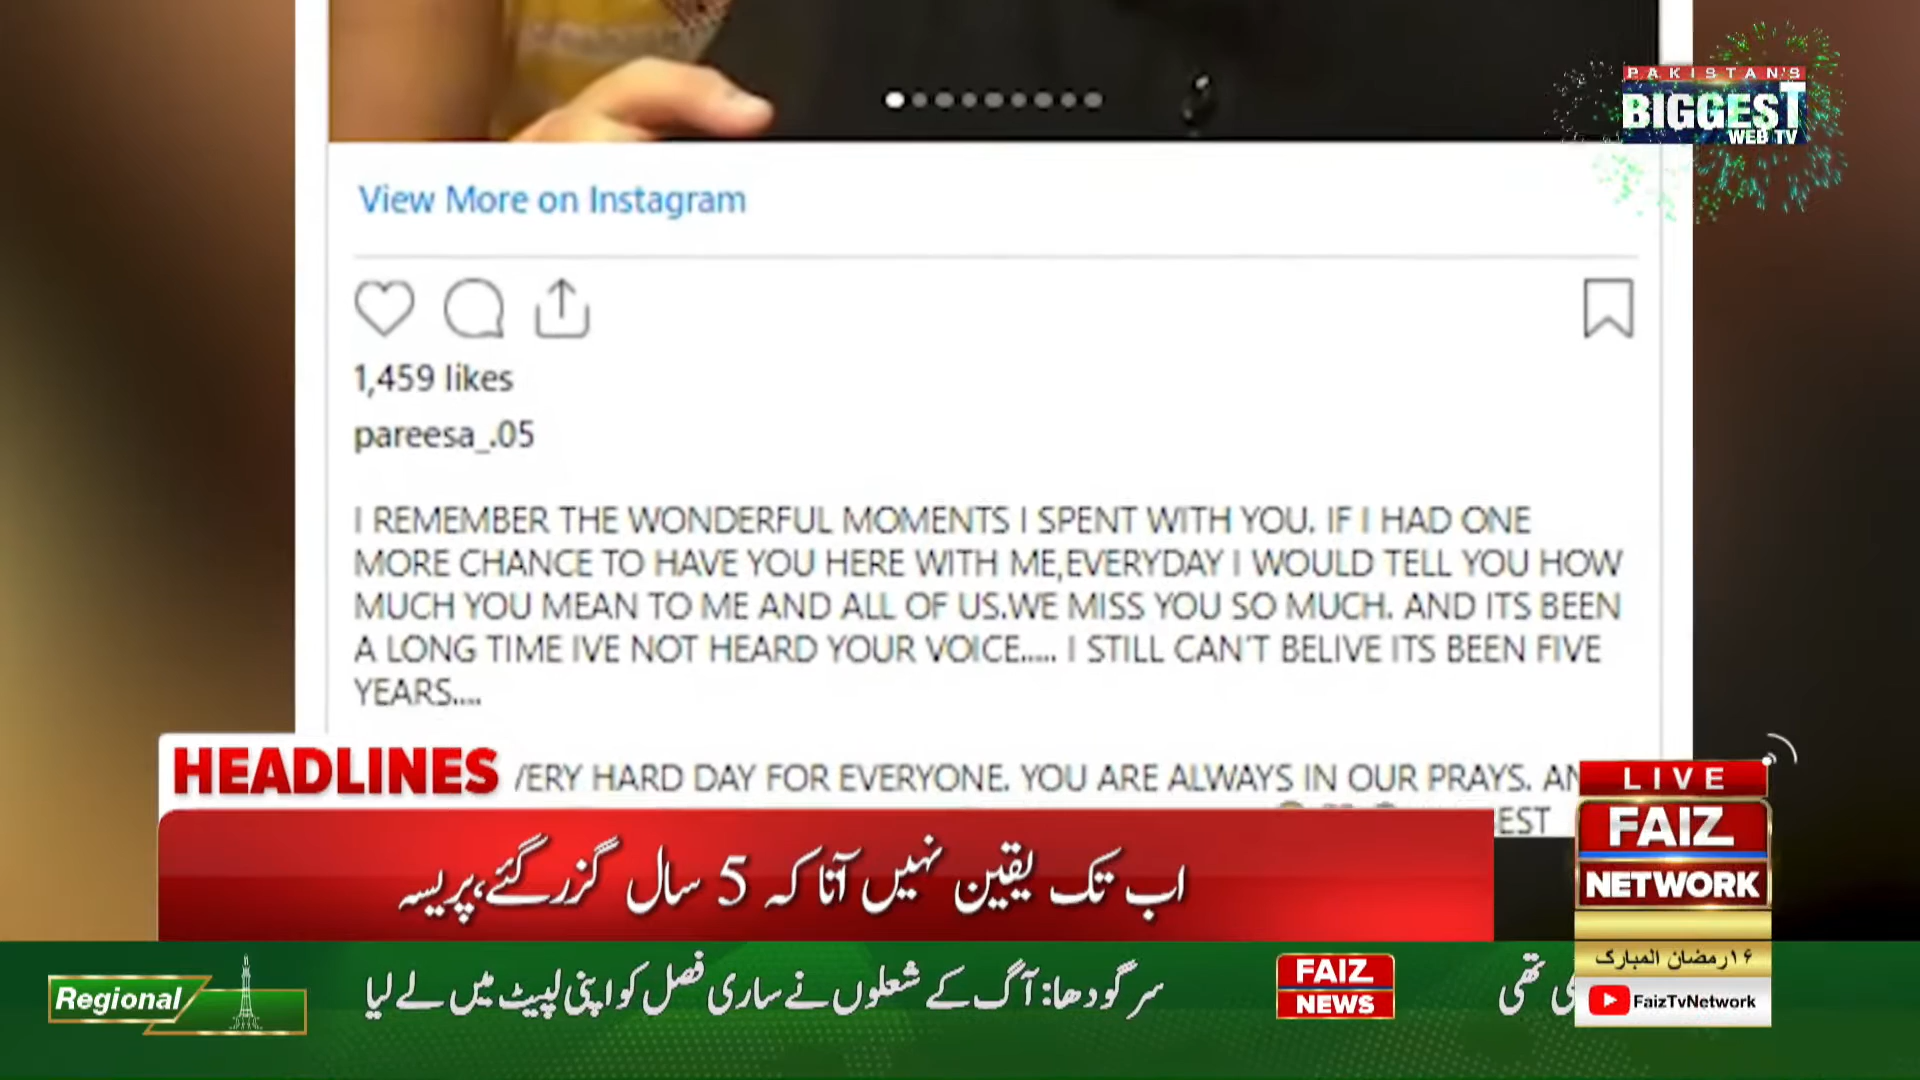 PAKISTAN'S
BIGGEST
WEB TV
View More on Instagram
1,459 likes
pareesa_.05
I REMEMBER THE WONDERFUL MOMENTS I SPENT WITH YOU. IF I HAD ONE
MORE CHANCE TO HAVE YOU HERE WITH ME,EVERYDAY I WOULD TELL YOU HOW
MUCH YOU MEAN TO ME AND ALL OF US.WE MISS YOU SO MUCH. AND ITS BEEN
A LONG TIME IVE NOT HEARD YOUR VOICE..... I STILL CAN'T BELIVE ITS BEEN FIVE
YEARS....
HEADLINES
HARD DAY FOR EVERYONE. YOU ARE ALWAYS IN OUR PRAYS.
اب تک یقین نہیں آتا کہ 5 سال گزر گئے،پریسہ
LIVE
FAIZ
NETWORK
۱۶رمضان المبارک
FaizTvNetwork
Regional
سرگودھا: آگ کے شعلوں نے ساری فصل کو اپنی لپیٹ میں لے لیا
FAIZ
NEWS
تھی